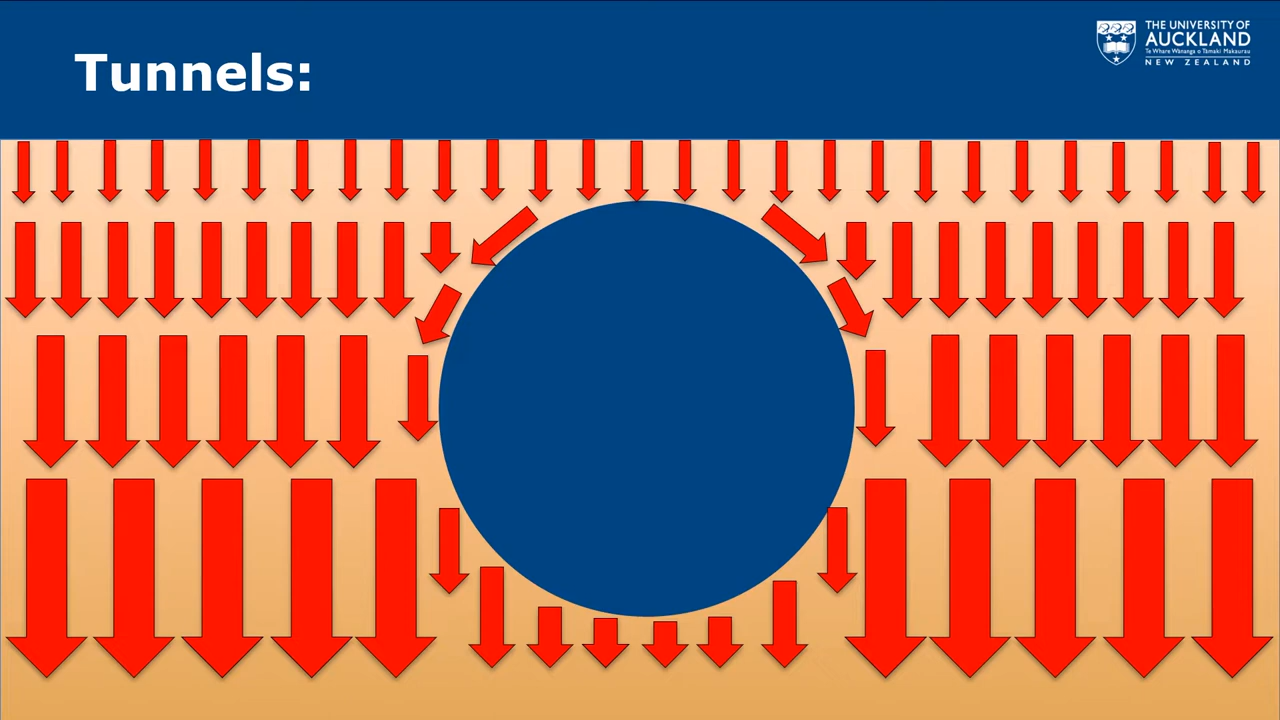 Tunnels:
THE UNIVERSITY OF
AUCKLAND
Te Whare Wānanga o Tāmaki Makaurau
NEW ZEALAND